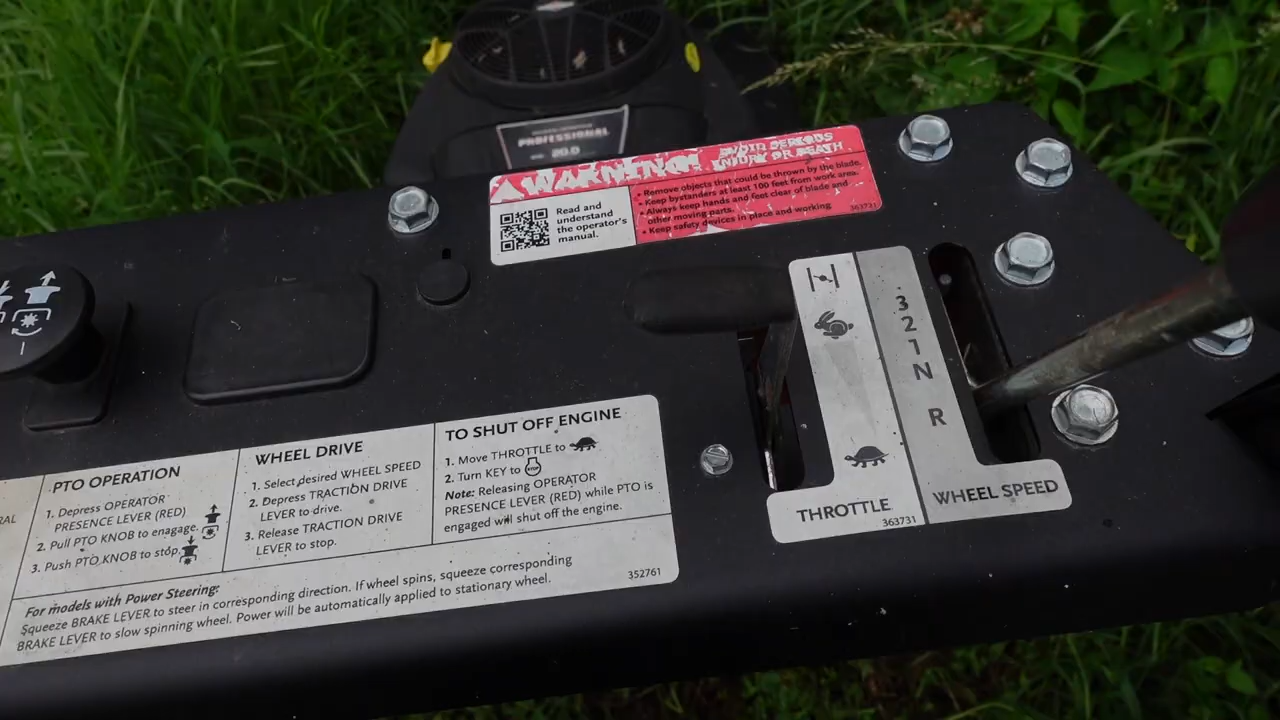 PROFESSIONAL
20.0
WARNING! AVOID SERIOUS
INJURY OR DEATH
Read and
understand
the operator's
manual.
• Remove objects that could be thrown by the blade.
• Keep bystanders at least 100 feet from work area.
• Always keep hands and feet clear of blade and
other moving parts.
• Keep safety devices in place and working.
363731
3
2
1
N
R
THROTTLE
363731
WHEEL SPEED
PTO OPERATION
1. Depress OPERATOR
PRESENCE LEVER (RED)
2. Pull PTO KNOB to enagage.
3. Push PTO KNOB to stop.
WHEEL DRIVE
1. Select desired WHEEL SPEED
2. Depress TRACTION DRIVE
LEVER to drive.
3. Release TRACTION DRIVE
LEVER to stop.
TO SHUT OFF ENGINE
1. Move THROTTLE to
2. Turn KEY to STOP
Note: Releasing OPERATOR
PRESENCE LEVER (RED) while PTO is
engaged will shut off the engine.
For models with Power Steering:
Squeeze BRAKE LEVER to steer in corresponding direction. If wheel spins, squeeze corresponding
BRAKE LEVER to slow spinning wheel. Power will be automatically applied to stationary wheel.
352761